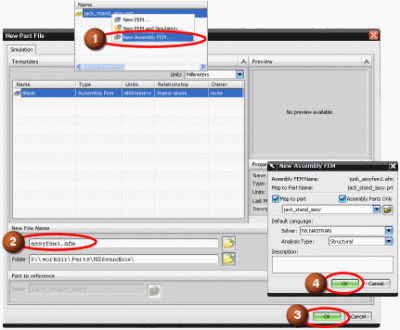 Name
jack_stand_assy.prt
New FEM...
New FEM and Simulation...
1
New Assembly FEM...
New Part File
Simulation
Templates
Preview
Units Millimeters
Name Type Units Relationship Owner
Blank Assembly Fem Millimeters Stand-alone none
No preview available
Name
Type:
Units:
Last M
New File Name
2
assyfem1.afm
Folder D:\workdir\Parts\NX6sandbox\
Part to reference
Name jack_stand_assy
3
OK Cancel
New Assembly FEM
Assembly FEM Name: junk_assyfem1.afm
Map to Part Name: jack_stand_assy.prt
Map to part Assembly Parts Only
jack_stand_assy
Default Language:
Solver: NX NASTRAN
Analysis Type: Structural
Description:
4
OK Cancel